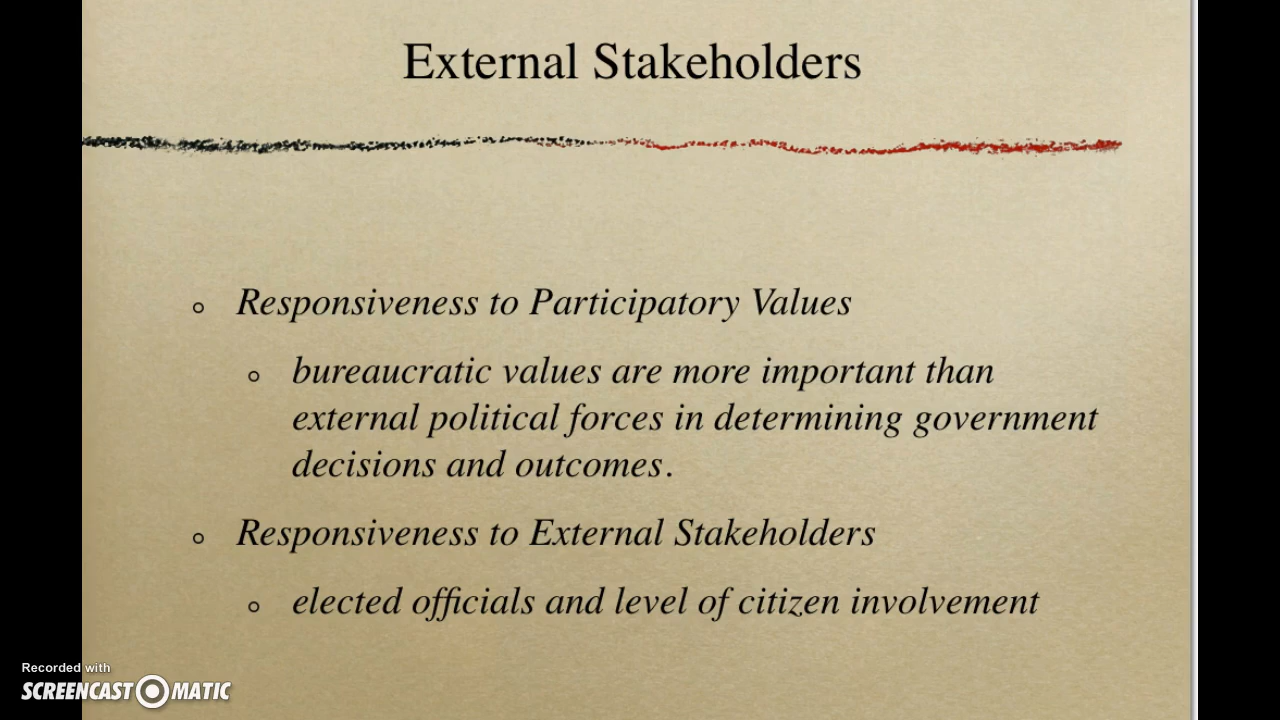 External Stakeholders
Responsiveness to Participatory Values
bureaucratic values are more important than
external political forces in determining government
decisions and outcomes.
Responsiveness to External Stakeholders
elected officials and level of citizen involvement
Recorded with
SCREENCAST MATIC